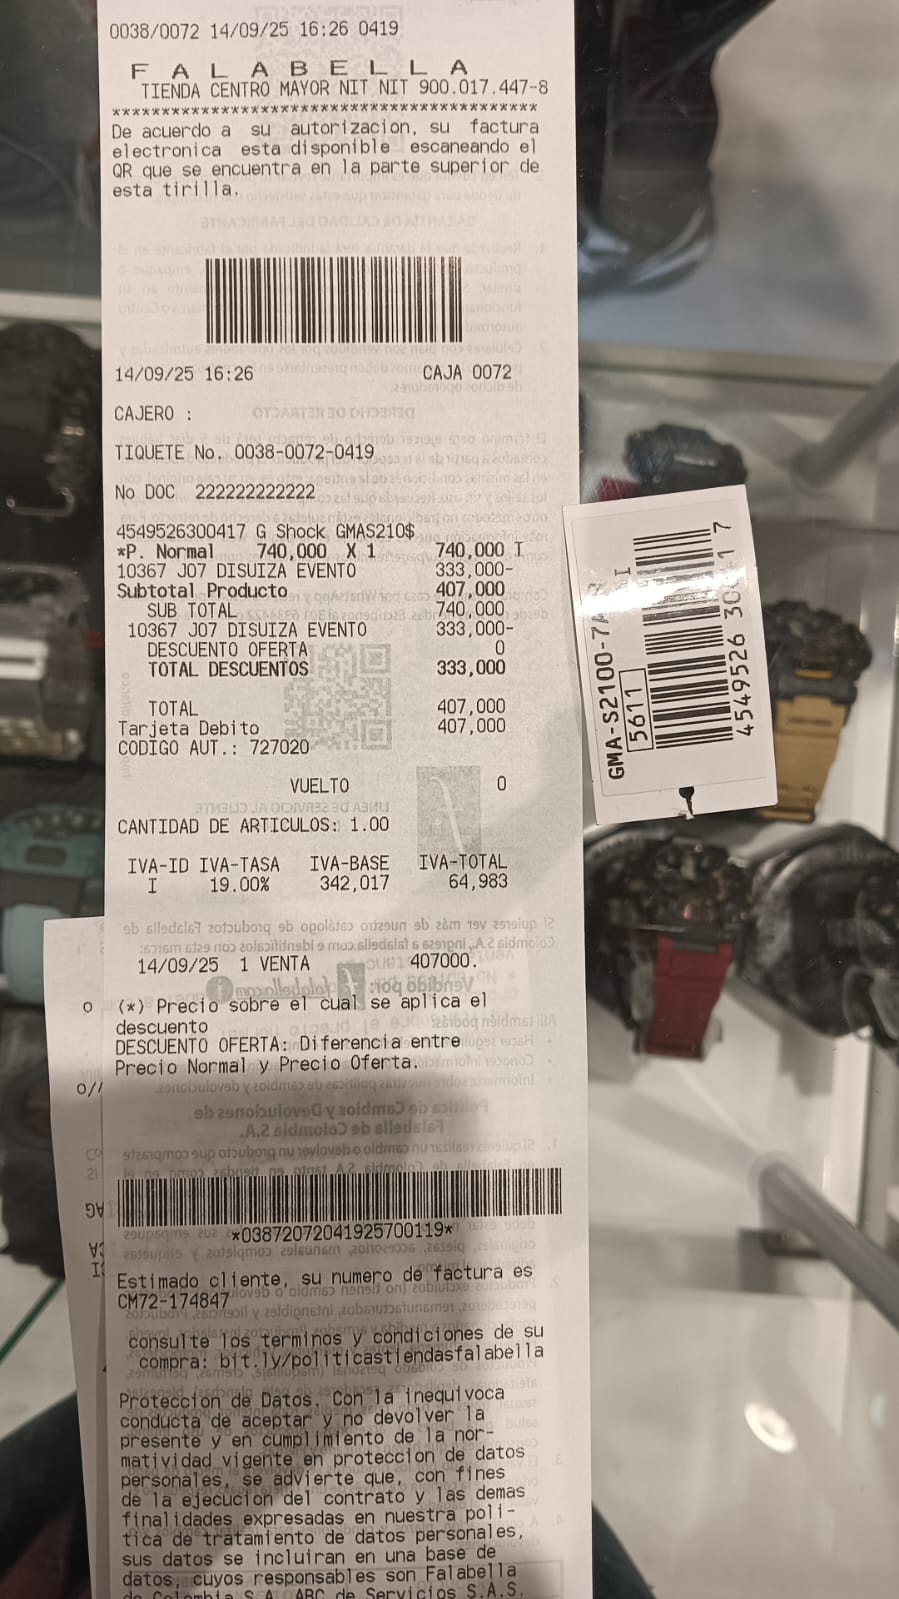 0038/0072 14/09/25 16:26 0419
F A L A B E L L A
TIENDA CENTRO MAYOR NIT NIT 900.017.447-8
*******************************************
De acuerdo a su autorizacion, su factura
electronica esta disponible escaneando el
QR que se encuentra en la parte superior de
esta tirilla.
14/09/25 16:26 CAJA 0072
CAJERO :
TIQUETE No. 0038-0072-0419
No DOC 222222222222
4549526300417 G Shock GMAS210$
*P. Normal 740,000 X 1 740,000 I
10367 J07 DISUIZA EVENTO 333,000-
Subtotal Producto 407,000
SUB TOTAL 740,000
10367 J07 DISUIZA EVENTO 333,000-
DESCUENTO OFERTA 0
TOTAL DESCUENTOS 333,000
TOTAL 407,000
Tarjeta Debito 407,000
CODIGO AUT.: 727020
VUELTO 0
CANTIDAD DE ARTICULOS: 1.00
IVA-ID IVA-TASA IVA-BASE IVA-TOTAL
I 19.00% 342,017 64,983
14/09/25 1 VENTA 407000.
(*) Precio sobre el cual se aplica el
descuento
DESCUENTO OFERTA: Diferencia entre
Precio Normal y Precio Oferta.
*03872072041925700119*
Estimado cliente, su numero de factura es
CM72-174847
consulte los terminos y condiciones de su
compra: bit.ly/politicastiendasfalabella
Proteccion de Datos. Con la inequivoca
conducta de aceptar y no devolver la
presente y en cumplimiento de la nor-
matividad vigente en proteccion de datos
personales, se advierte que, con fines
de la ejecucion del contrato y las demas
finalidades expresadas en nuestra poli-
tica de tratamiento de datos personales,
sus datos se incluiran en una base de
datos, cuyos responsables son Falabella
de Colombia S.A. ABC de Servicios S.A.S.
GMA-S2100-7A
5611
4549526 30 1 7